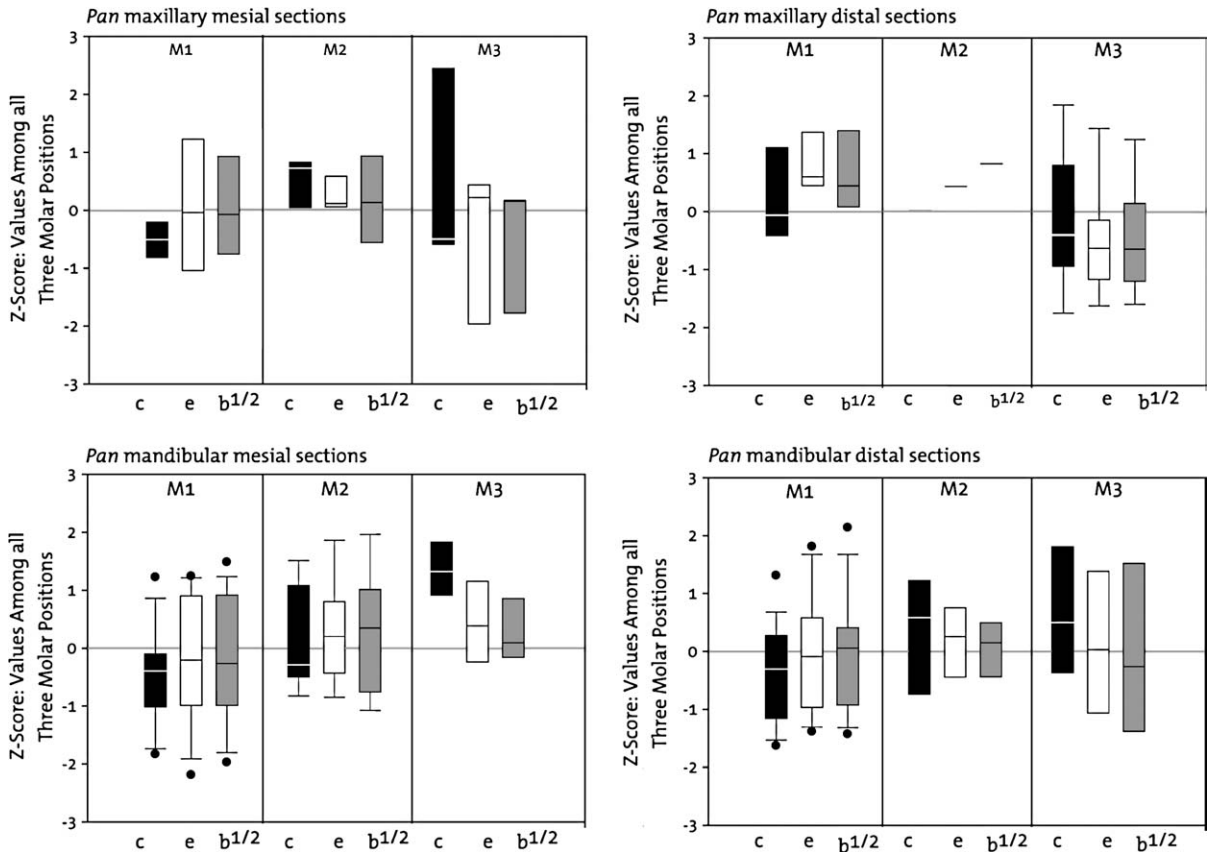 Pan maxillary mesial sections
Z-Score: Values Among all
Three Molar Positions
3
2
1
0
-1
-2
-3
M1
M2
M3
c
e
b1/2
c
e
b1/2
c
e
b1/2
Pan maxillary distal sections
Z-Score: Values Among all
Three Molar Positions
3
2
1
0
-1
-2
-3
M1
M2
M3
c
e
b1/2
c
e
b1/2
c
e
b1/2
Pan mandibular mesial sections
Z-Score: Values Among all
Three Molar Positions
3
2
1
0
-1
-2
-3
M1
M2
M3
c
e
b1/2
c
e
b1/2
c
e
b1/2
Pan mandibular distal sections
Z-Score: Values Among all
Three Molar Positions
3
2
1
0
-1
-2
-3
M1
M2
M3
c
e
b1/2
c
e
b1/2
c
e
b1/2